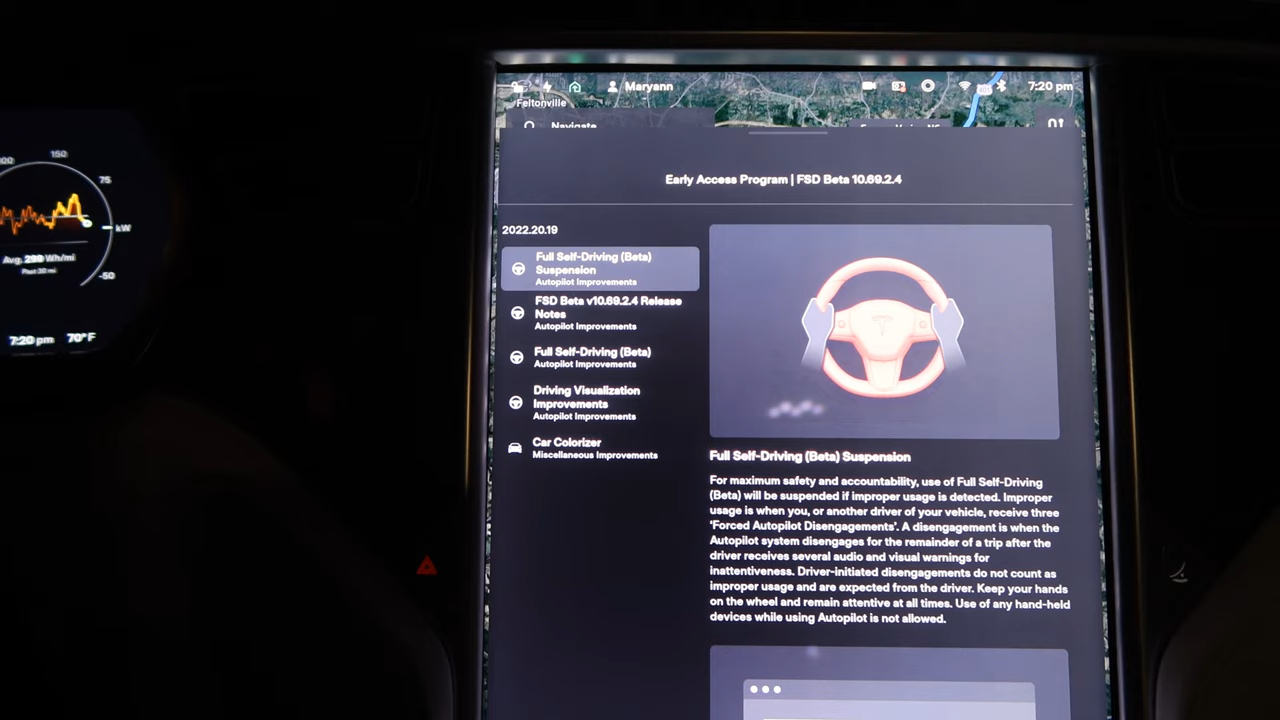 150
75
kW
Avg. 299 Wh/mi
Past 30 mi
-50
7:20 pm 70°F
Maryann
7:20 pm
Feltonville
Navigate
Early Access Program | FSD Beta 10.69.2.4
2022.20.19
Full Self-Driving (Beta)
Suspension
Autopilot Improvements
FSD Beta v10.69.2.4 Release
Notes
Autopilot Improvements
Full Self-Driving (Beta)
Autopilot Improvements
Driving Visualization
Improvements
Autopilot Improvements
Car Colorizer
Miscellaneous Improvements
Full Self-Driving (Beta) Suspension
For maximum safety and accountability, use of Full Self-Driving
(Beta) will be suspended if improper usage is detected. Improper
usage is when you, or another driver of your vehicle, receive three
‘Forced Autopilot Disengagements’. A disengagement is when the
Autopilot system disengages for the remainder of a trip after the
driver receives several audio and visual warnings for
inattentiveness. Driver-initiated disengagements do not count as
improper usage and are expected from the driver. Keep your hands
on the wheel and remain attentive at all times. Use of any hand-held
devices while using Autopilot is not allowed.